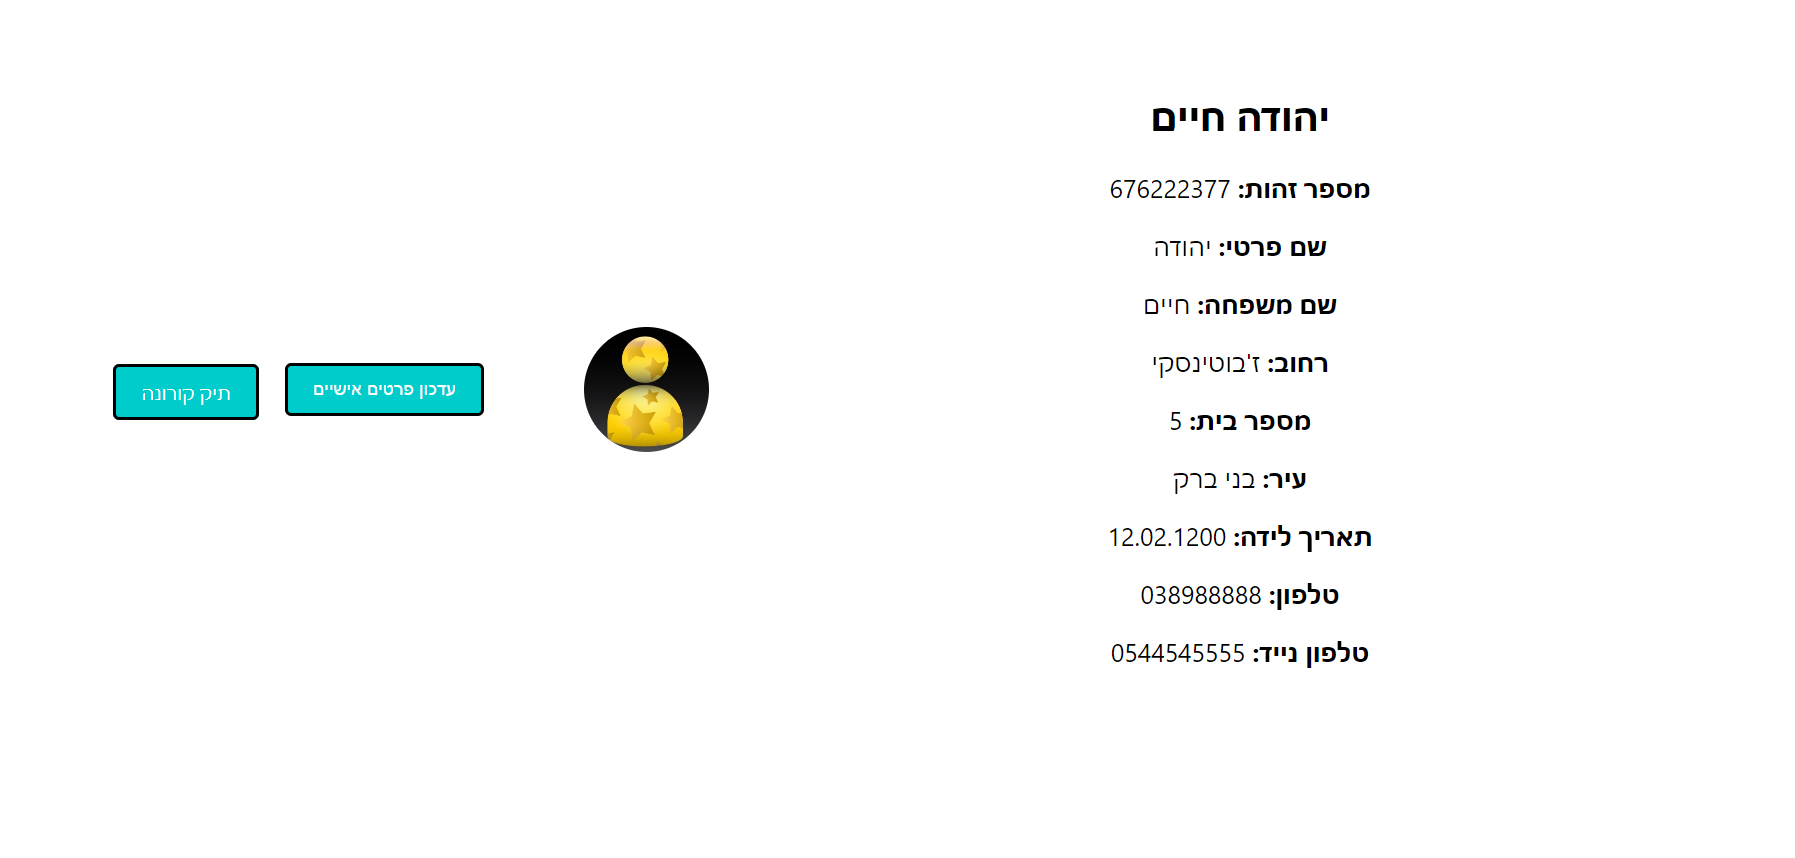 יהודה חיים
מספר זהות: 676222377
שם פרטי: יהודה
שם משפחה: חיים
רחוב: ז'בוטינסקי
מספר בית: 5
עיר: בני ברק
תאריך לידה: 12.02.1200
טלפון: 038988888
טלפון נייד: 0544545555
עדכון פרטים אישיים
תיק קורונה